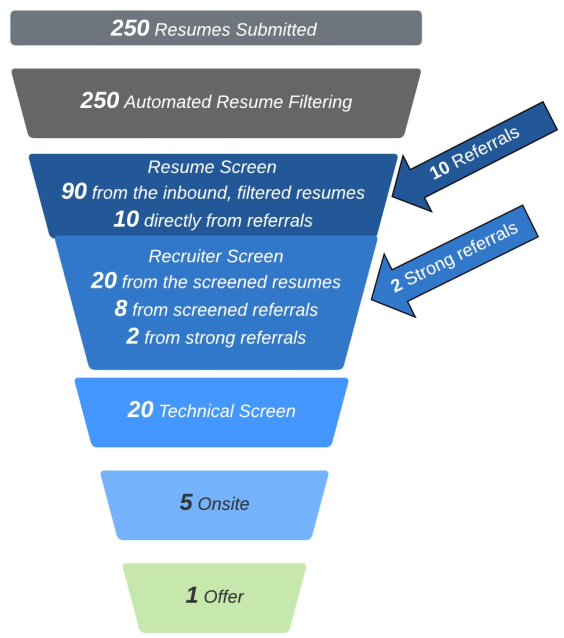 250 Resumes Submitted
250 Automated Resume Filtering
10 Referrals
Resume Screen
90 from the inbound, filtered resumes
10 directly from referrals
2 Strong referrals
Recruiter Screen
20 from the screened resumes
8 from screened referrals
2 from strong referrals
20 Technical Screen
5 Onsite
1 Offer